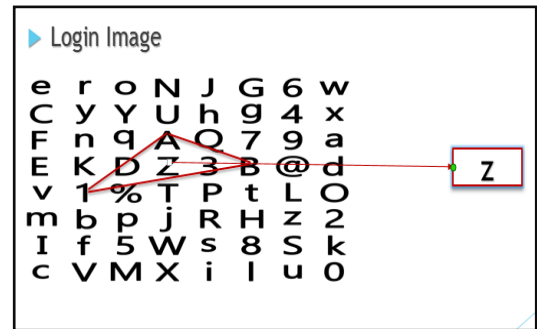 Login Image
e r o N J G 6 w
C y Y U h g 4 x
F n q A Q 7 9 a
E K D Z 3 B @ d Z
v 1 % T P t L O
m b p j R H z 2
I f 5 W s 8 S k
c V M X i l u 0